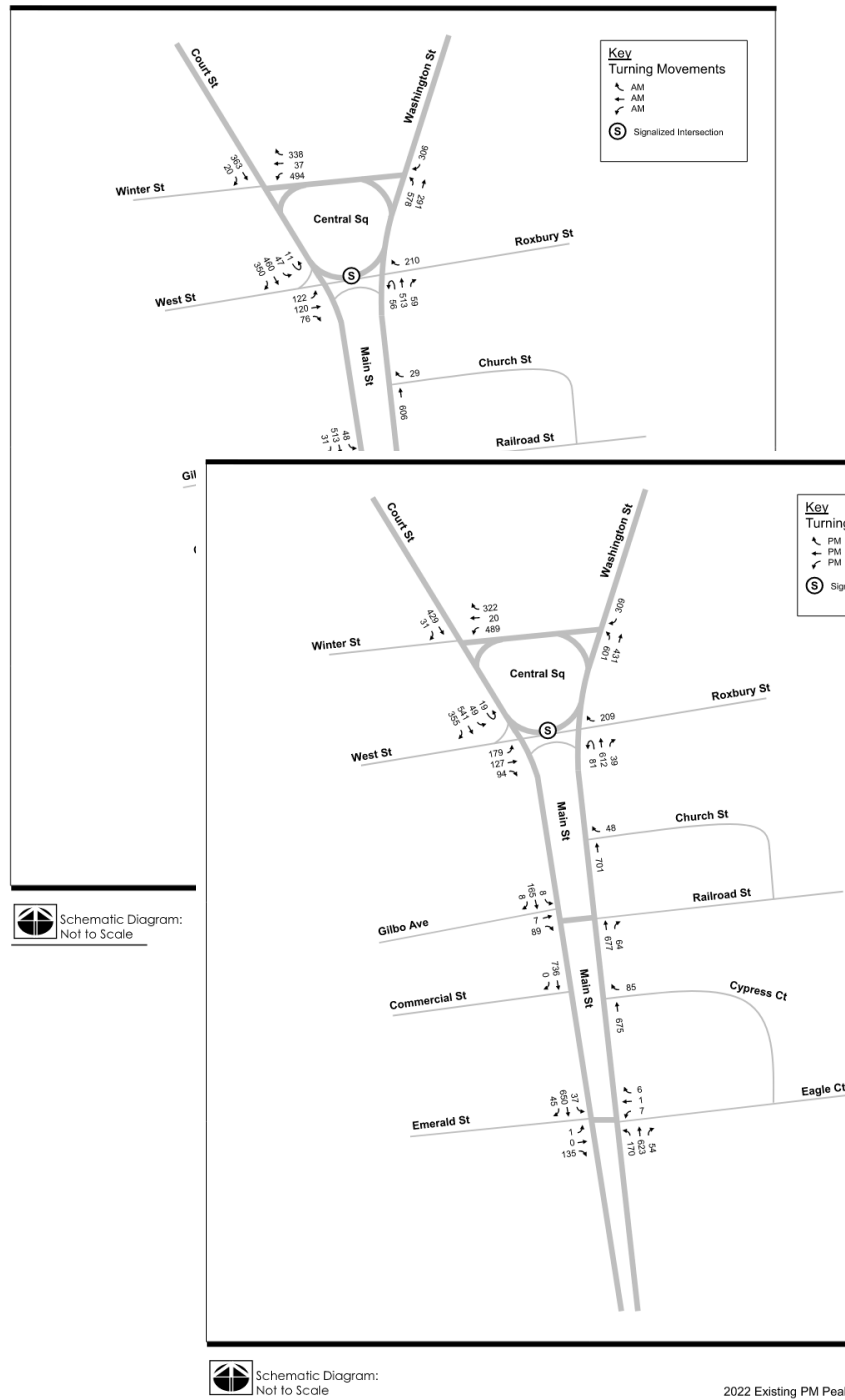 Court St
Washington St
Key
Turning Movements
AM
AM
AM
S Signalized Intersection
363
20
338
37
494
306
291
578
Winter St
Central Sq
Roxbury St
11
47
460
350
S
210
West St
122
120
76
56
513
59
Main St
Church St
29
606
48
513
31
Railroad St
Gil
Schematic Diagram:
Not to Scale
Court St
Washington St
Key
Turning
PM
PM
PM
S Sign
429
31
322
20
489
309
431
601
Winter St
Central Sq
Roxbury St
19
49
541
355
S
209
West St
179
127
94
81
612
39
Main St
Church St
48
701
8
165
8
Railroad St
Gilbo Ave
7
89
677
64
736
0
Main St
Commercial St
85
Cypress Ct
675
37
650
45
6
1
7
Eagle Ct
Emerald St
1
0
135
170
623
54
Schematic Diagram:
Not to Scale
2022 Existing PM Peak